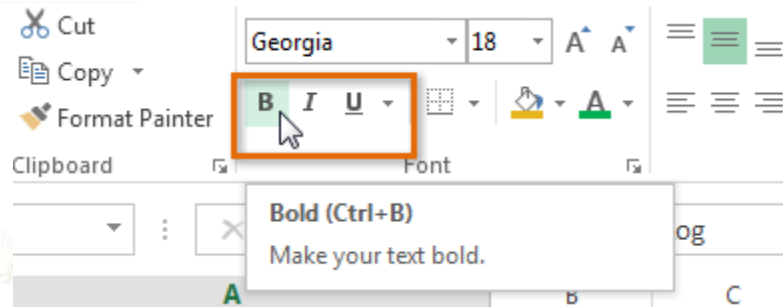 Cut
Georgia 18 A A
Copy
B I U A
Format Painter
Clipboard Font
Bold (Ctrl+B)
og
Make your text bold.
A B C